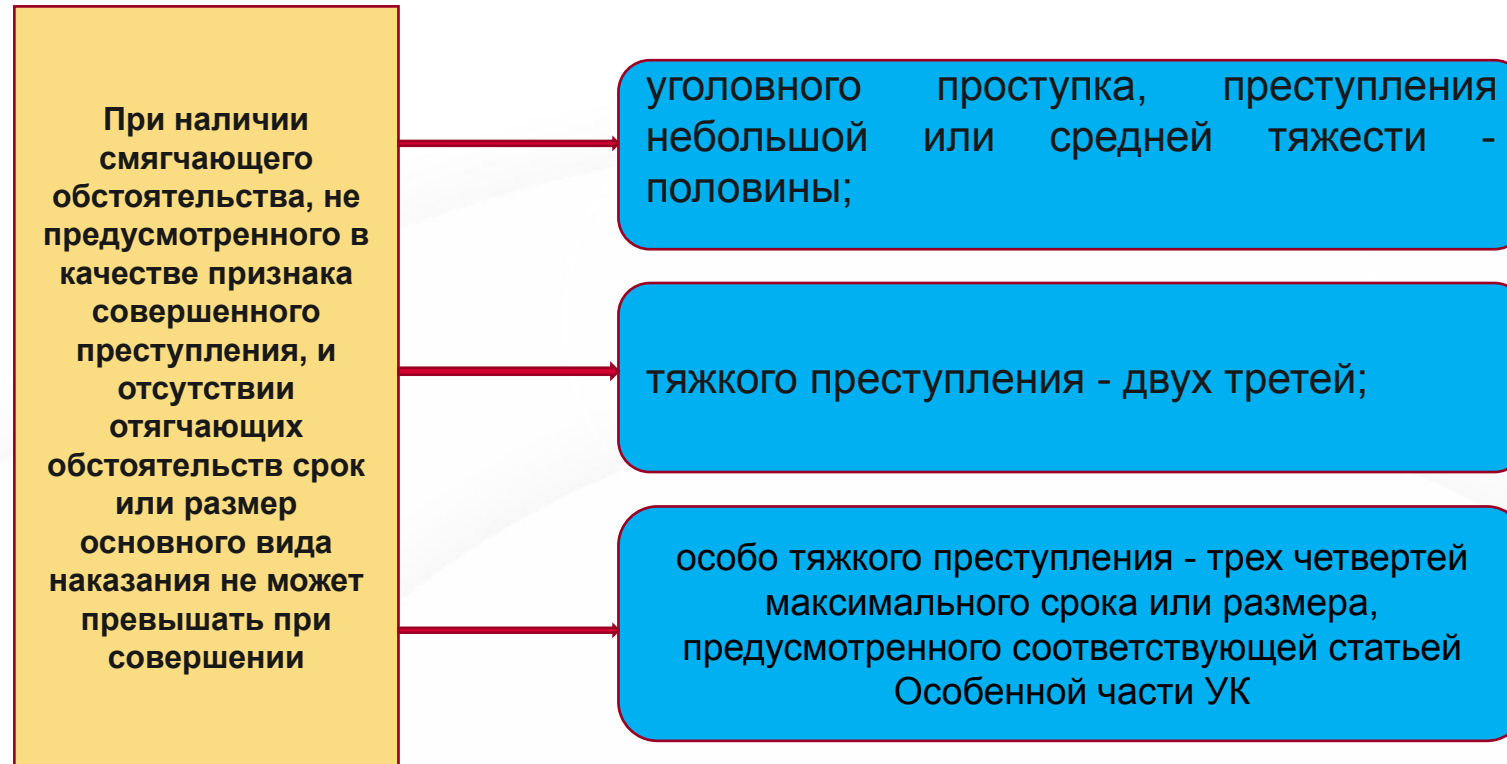 При наличии
смягчающего
обстоятельства, не
предусмотренного в
качестве признака
совершенного
преступления, и
отсутствии
отягчающих
обстоятельств срок
или размер
основного вида
наказания не может
превышать при
совершении
уголовного проступка, преступления
небольшой или средней тяжести -
половины;
тяжкого преступления - двух третей;
особо тяжкого преступления - трех четвертей
максимального срока или размера,
предусмотренного соответствующей статьей
Особенной части УК